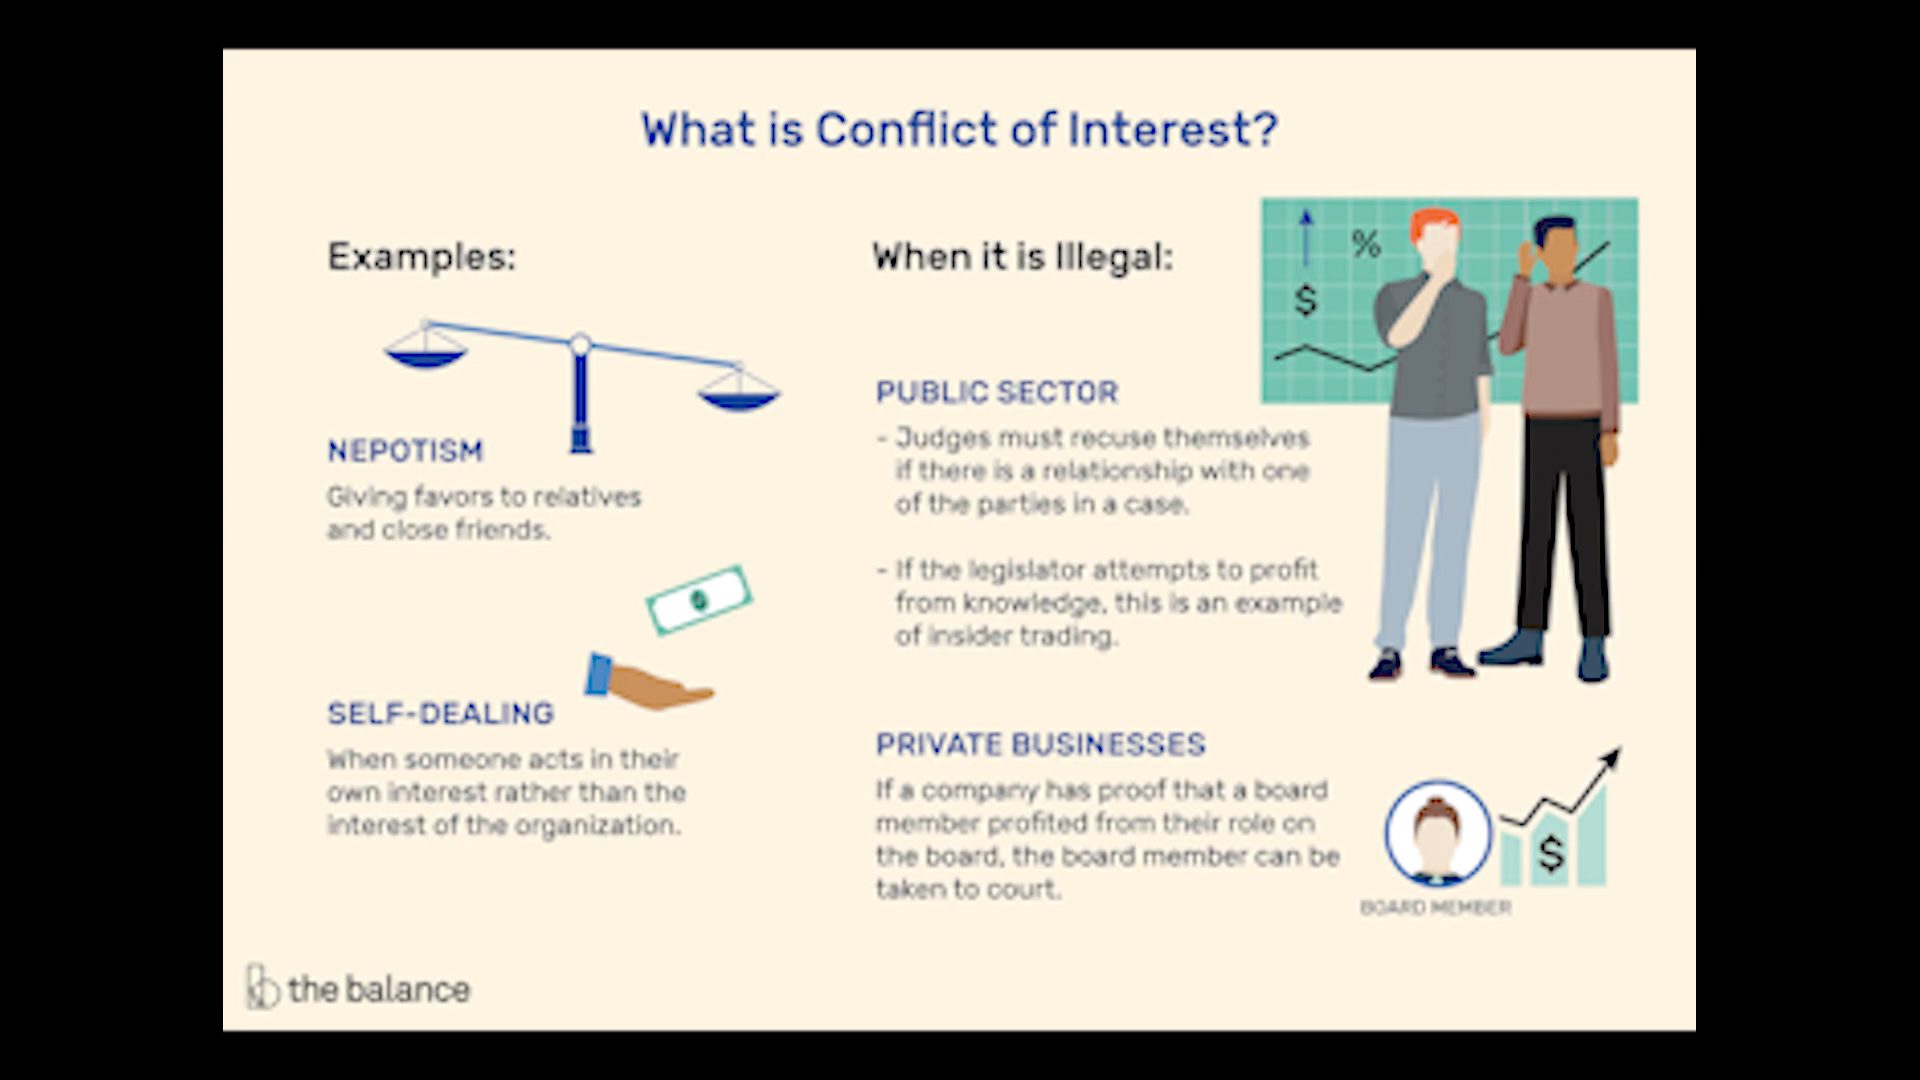 What is Conflict of Interest?
Examples:
NEPOTISM
Giving favors to relatives
and close friends.
SELF-DEALING
When someone acts in their
own interest rather than the
interest of the organization.
When it is Illegal:
PUBLIC SECTOR
- Judges must recuse themselves
if there is a relationship with one
of the parties in a case.
- If the legislator attempts to profit
from knowledge, this is an example
of insider trading.
PRIVATE BUSINESSES
If a company has proof that a board
member profited from their role on
the board, the board member can be
taken to court.
%
$
$
BOARD MEMBER
the balance